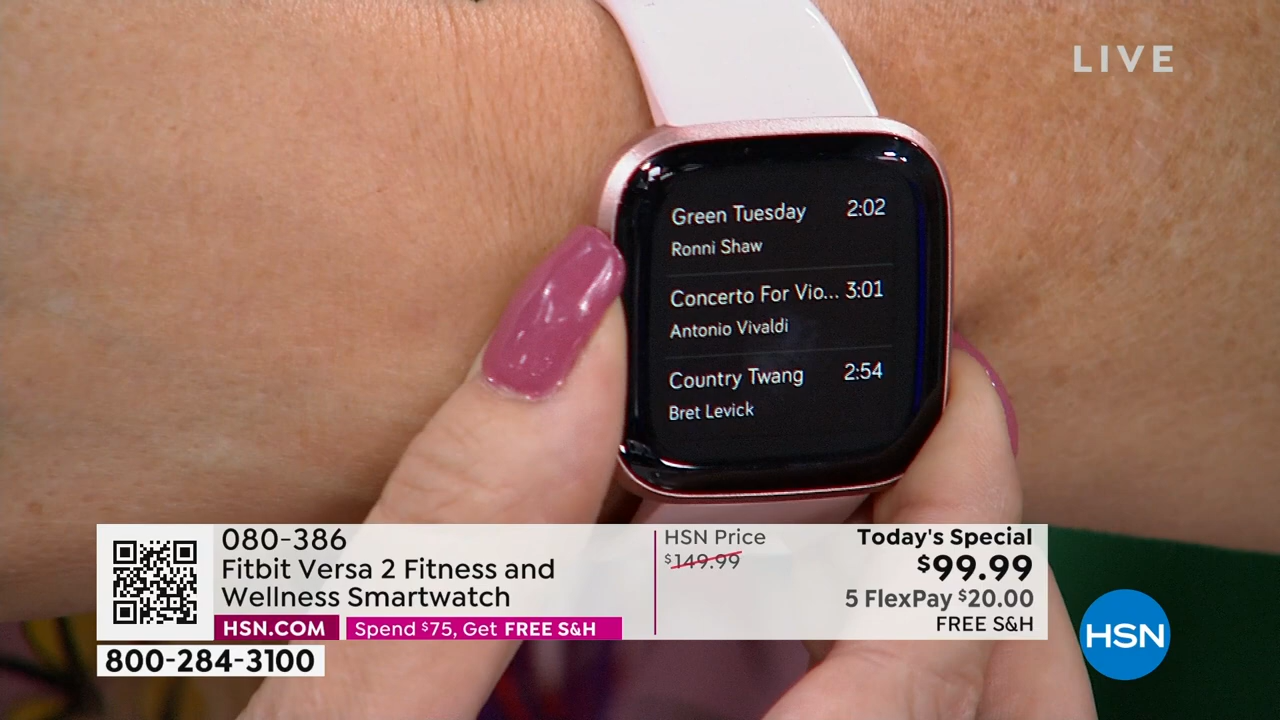 LIVE
Green Tuesday 2:02
Ronni Shaw
Concerto For Vio... 3:01
Antonio Vivaldi
Country Twang 2:54
Bret Levick
080-386
Fitbit Versa 2 Fitness and
Wellness Smartwatch
HSN.COM Spend $75, Get FREE S&H
800-284-3100
HSN Price
$149.99
Today's Special
$99.99
5 FlexPay $20.00
FREE S&H
HSN